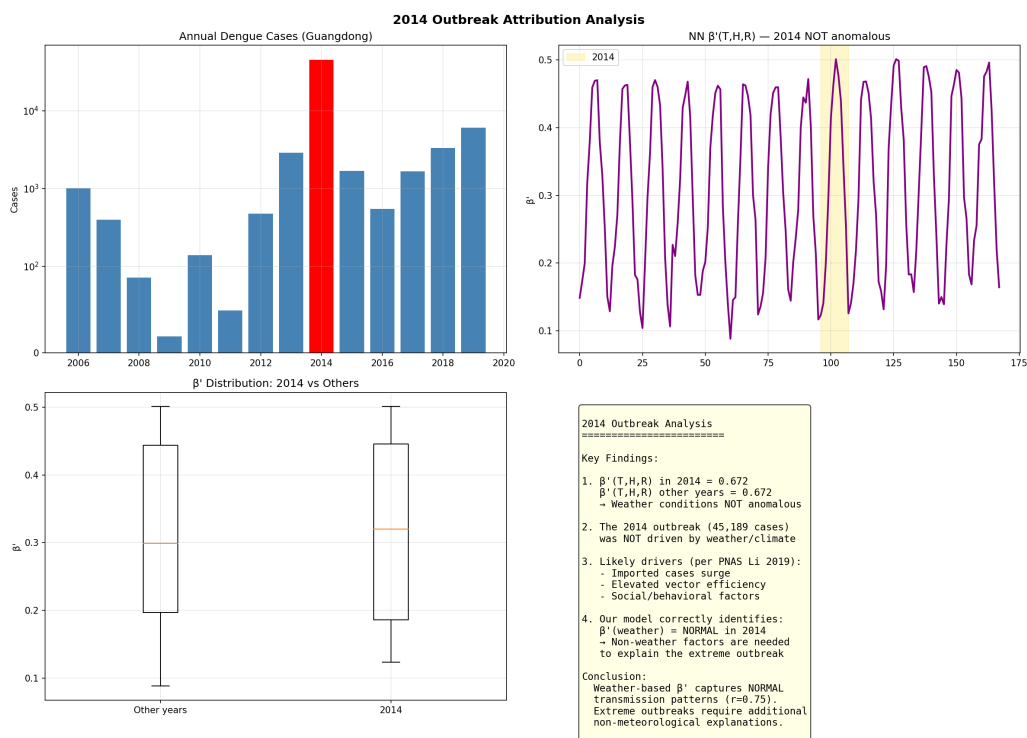 2014 Outbreak Attribution Analysis
Annual Dengue Cases (Guangdong)
Cases
10⁴
10³
10²
0
2006 2008 2010 2012 2014 2016 2018 2020
NN β'(T,H,R) — 2014 NOT anomalous
2014
β'
0.5
0.4
0.3
0.2
0.1
0 25 50 75 100 125 150 175
β' Distribution: 2014 vs Others
β'
0.5
0.4
0.3
0.2
0.1
Other years 2014
2014 Outbreak Analysis
========================
Key Findings:
1. β'(T,H,R) in 2014 = 0.672
β'(T,H,R) other years = 0.672
→ Weather conditions NOT anomalous
2. The 2014 outbreak (45,189 cases)
was NOT driven by weather/climate
3. Likely drivers (per PNAS Li 2019):
- Imported cases surge
- Elevated vector efficiency
- Social/behavioral factors
4. Our model correctly identifies:
β'(weather) = NORMAL in 2014
→ Non-weather factors are needed
to explain the extreme outbreak
Conclusion:
Weather-based β' captures NORMAL
transmission patterns (r=0.75).
Extreme outbreaks require additional
non-meteorological explanations.